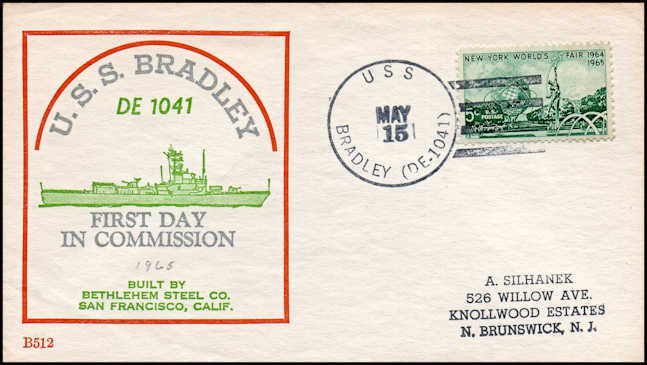 U. S. S. BRADLEY
DE 1041
FIRST DAY
IN COMMISSION
1965
BUILT BY
BETHLEHEM STEEL CO.
SAN FRANCISCO, CALIF.
B512
USS
MAY
15
BRADLEY (DE-1041)
NEW YORK WORLD'S FAIR 1964
1965
5c
U.S.
POSTAGE
A. SILHANEK
526 WILLOW AVE.
KNOLLWOOD ESTATES
N. BRUNSWICK, N. J.